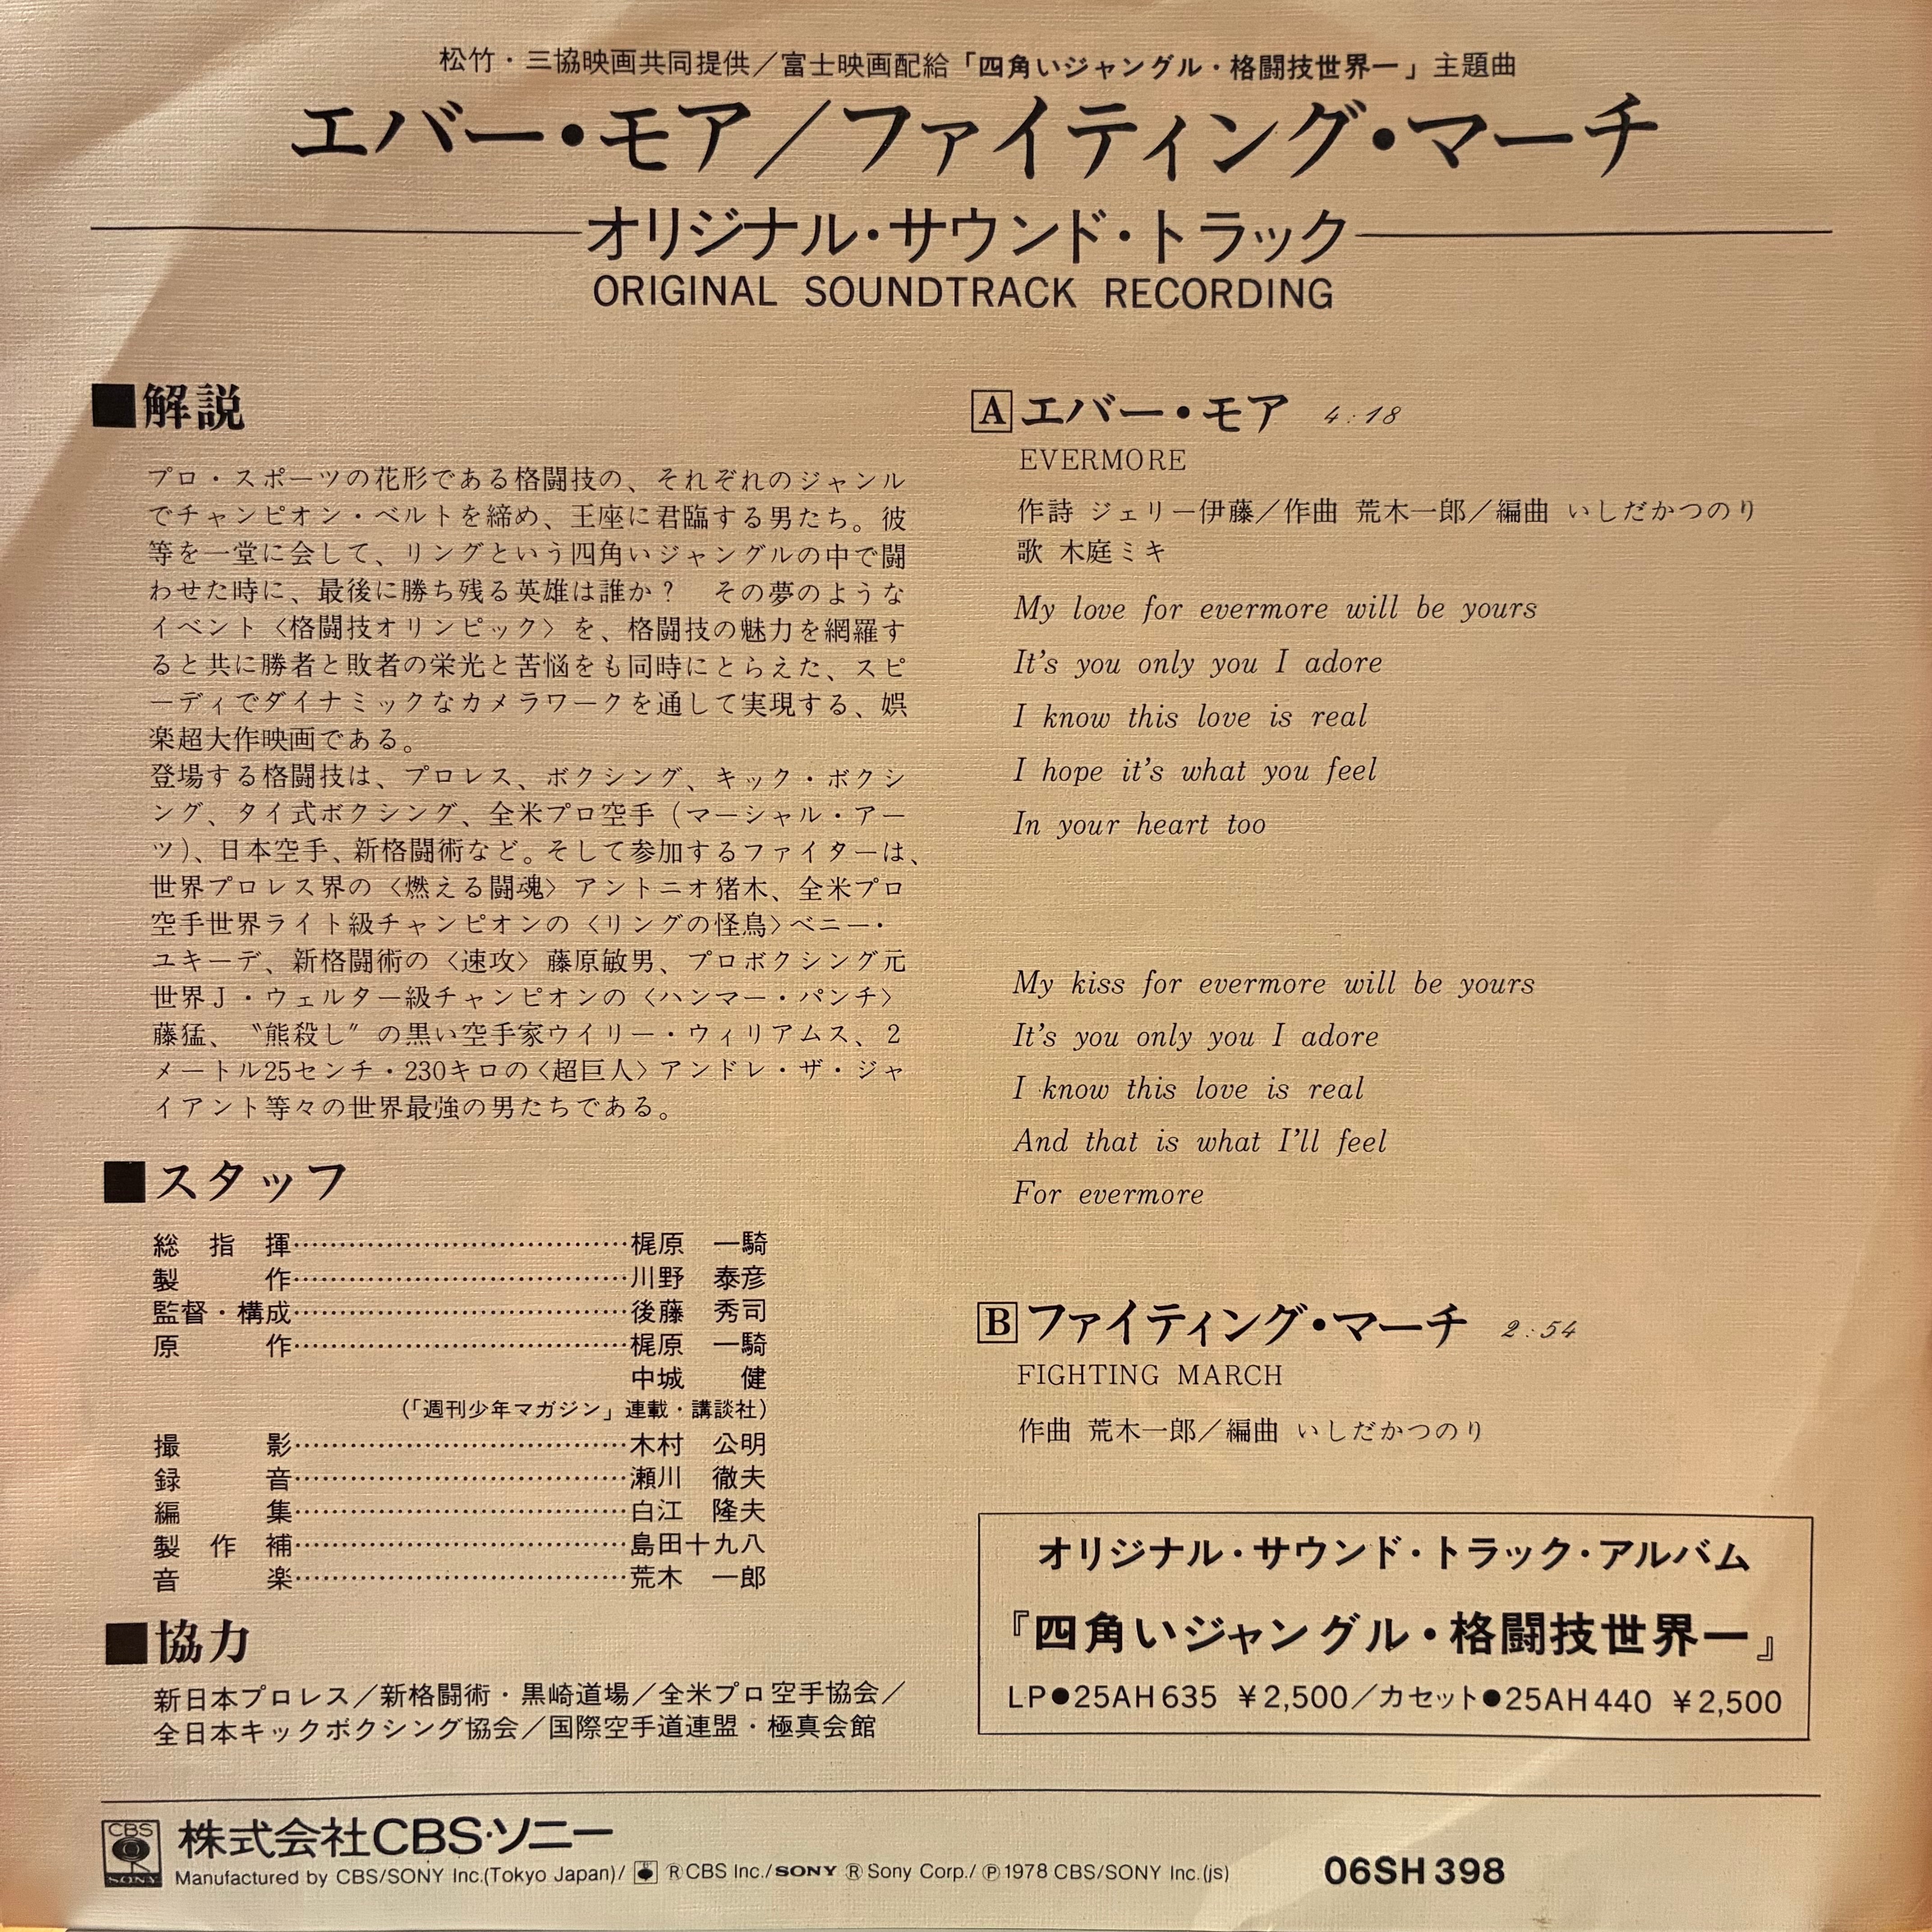 松竹・三協映画共同提供／富士映画配給「四角いジャングル・格闘技世界一」主題曲
エバー・モア／ファイティング・マーチ
オリジナル・サウンド・トラック
ORIGINAL SOUNDTRACK RECORDING
■解説
プロ・スポーツの花形である格闘技の、それぞれのジャンル
でチャンピオン・ベルトを締め、王座に君臨する男たち。彼
等を一堂に会して、リングという四角いジャングルの中で闘
わせた時に、最後に勝ち残る英雄は誰か？　その夢のような
イベント〈格闘技オリンピック〉を、格闘技の魅力を網羅す
ると共に勝者と敗者の栄光と苦悩をも同時にとらえた、スピ
ーディでダイナミックなカメラワークを通して実現する、娯
楽超大作映画である。
登場する格闘技は、プロレス、ボクシング、キック・ボクシ
ング、タイ式ボクシング、全米プロ空手（マーシャル・アー
ツ）、日本空手、新格闘術など。そして参加するファイターは、
世界プロレス界の〈燃える闘魂〉アントニオ猪木、全米プロ
空手世界ライト級チャンピオンの〈リングの怪鳥〉ベニー・
ユキーデ、新格闘術の〈速攻〉藤原敏男、プロボクシング元
世界Ｊ・ウェルター級チャンピオンの〈ハンマー・パンチ〉
藤猛、〝熊殺し〞の黒い空手家ウイリー・ウィリアムス、２
メートル25センチ・230キロの〈超巨人〉アンドレ・ザ・ジャ
イアント等々の世界最強の男たちである。
■スタッフ
総指揮…………………………………梶原　一騎
製作…………………………………川野　泰彦
監督・構成…………………………………後藤　秀司
原作…………………………………梶原　一騎
中城　健
（「週刊少年マガジン」連載・講談社）
撮影…………………………………木村　公明
録音…………………………………瀬川　徹夫
編集…………………………………白江　隆夫
製作補…………………………………島田十九八
音楽…………………………………荒木　一郎
■協力
新日本プロレス／新格闘術・黒崎道場／全米プロ空手協会／
全日本キックボクシング協会／国際空手道連盟・極真会館
A エバー・モア 4:18
EVERMORE
作詩 ジェリー伊藤／作曲 荒木一郎／編曲 いしだかつのり
歌 木庭ミキ
My love for evermore will be yours
It's you only you I adore
I know this love is real
I hope it's what you feel
In your heart too
My kiss for evermore will be yours
It's you only you I adore
I know this love is real
And that is what I'll feel
For evermore
B ファイティング・マーチ 2:54
FIGHTING MARCH
作曲 荒木一郎／編曲 いしだかつのり
オリジナル・サウンド・トラック・アルバム
『四角いジャングル・格闘技世界一』
LP●25AH635 ￥2,500／カセット●25AH440 ￥2,500
CBS
SONY
株式会社CBS・ソニー
Manufactured by CBS/SONY Inc.(Tokyo Japan)/ ⓇCBS Inc./SONY Ⓡ Sony Corp./ Ⓟ1978 CBS/SONY Inc.(js)
06SH 398